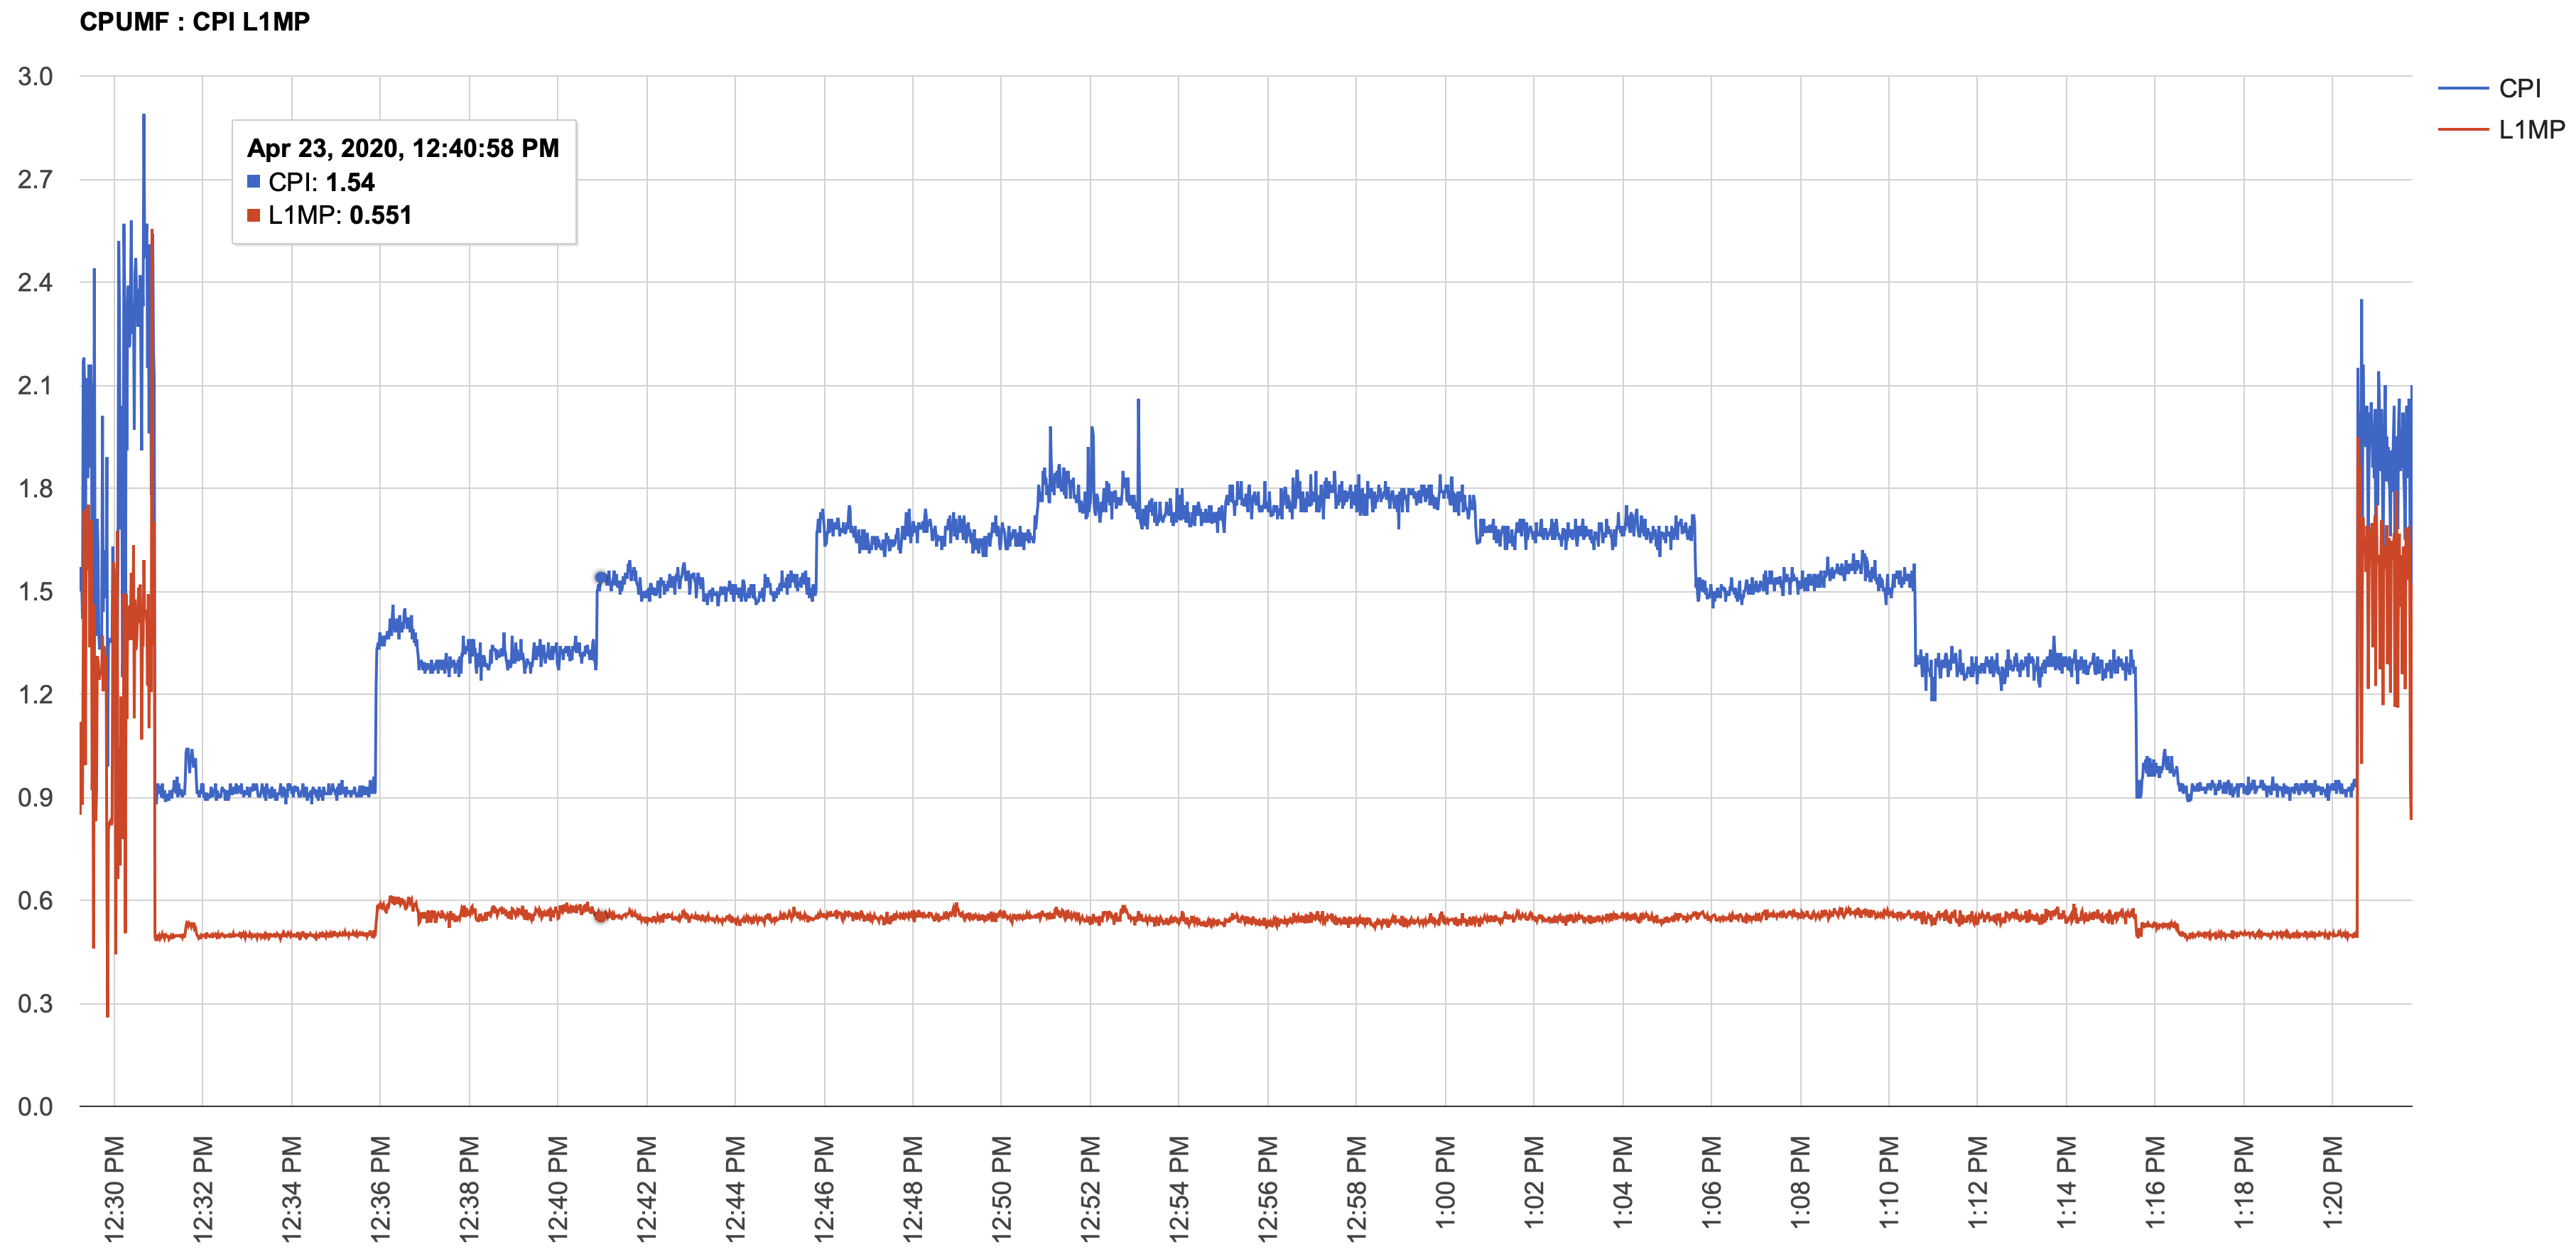 CPUMF : CPI L1MP
3.0
2.7
2.4
2.1
1.8
1.5
1.2
0.9
0.6
0.3
0.0
Apr 23, 2020, 12:40:58 PM
CPI: 1.54
L1MP: 0.551
CPI
L1MP
12:30 PM
12:32 PM
12:34 PM
12:36 PM
12:38 PM
12:40 PM
12:42 PM
12:44 PM
12:46 PM
12:48 PM
12:50 PM
12:52 PM
12:54 PM
12:56 PM
12:58 PM
1:00 PM
1:02 PM
1:04 PM
1:06 PM
1:08 PM
1:10 PM
1:12 PM
1:14 PM
1:16 PM
1:18 PM
1:20 PM